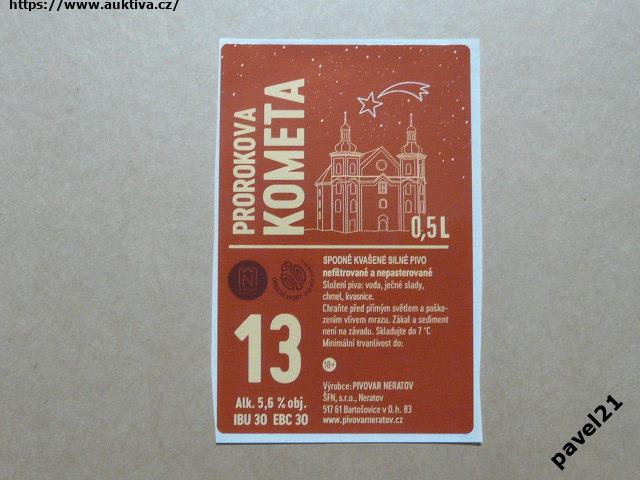 https://www.auktiva.cz/
PROROKOVA
KOMETA
0,5 L
SPODNĚ KVAŠENÉ SILNÉ PIVO
nefiltrované a nepasterované
Složení piva: voda, ječné slady,
chmel, kvasnice.
Chraňte před přímým světlem a poško-
zením vlivem mrazu. Zákal a sediment
není na závadu. Skladujte do 7 °C
Minimální trvanlivost do:
18+
13
Alk. 5,6 % obj.
IBU 30 EBC 30
Výrobce: PIVOVAR NERATOV
ŠFN, s.r.o., Neratov
517 61 Bartošovice v O. h. 83
www.pivovarneratov.cz
pavel21